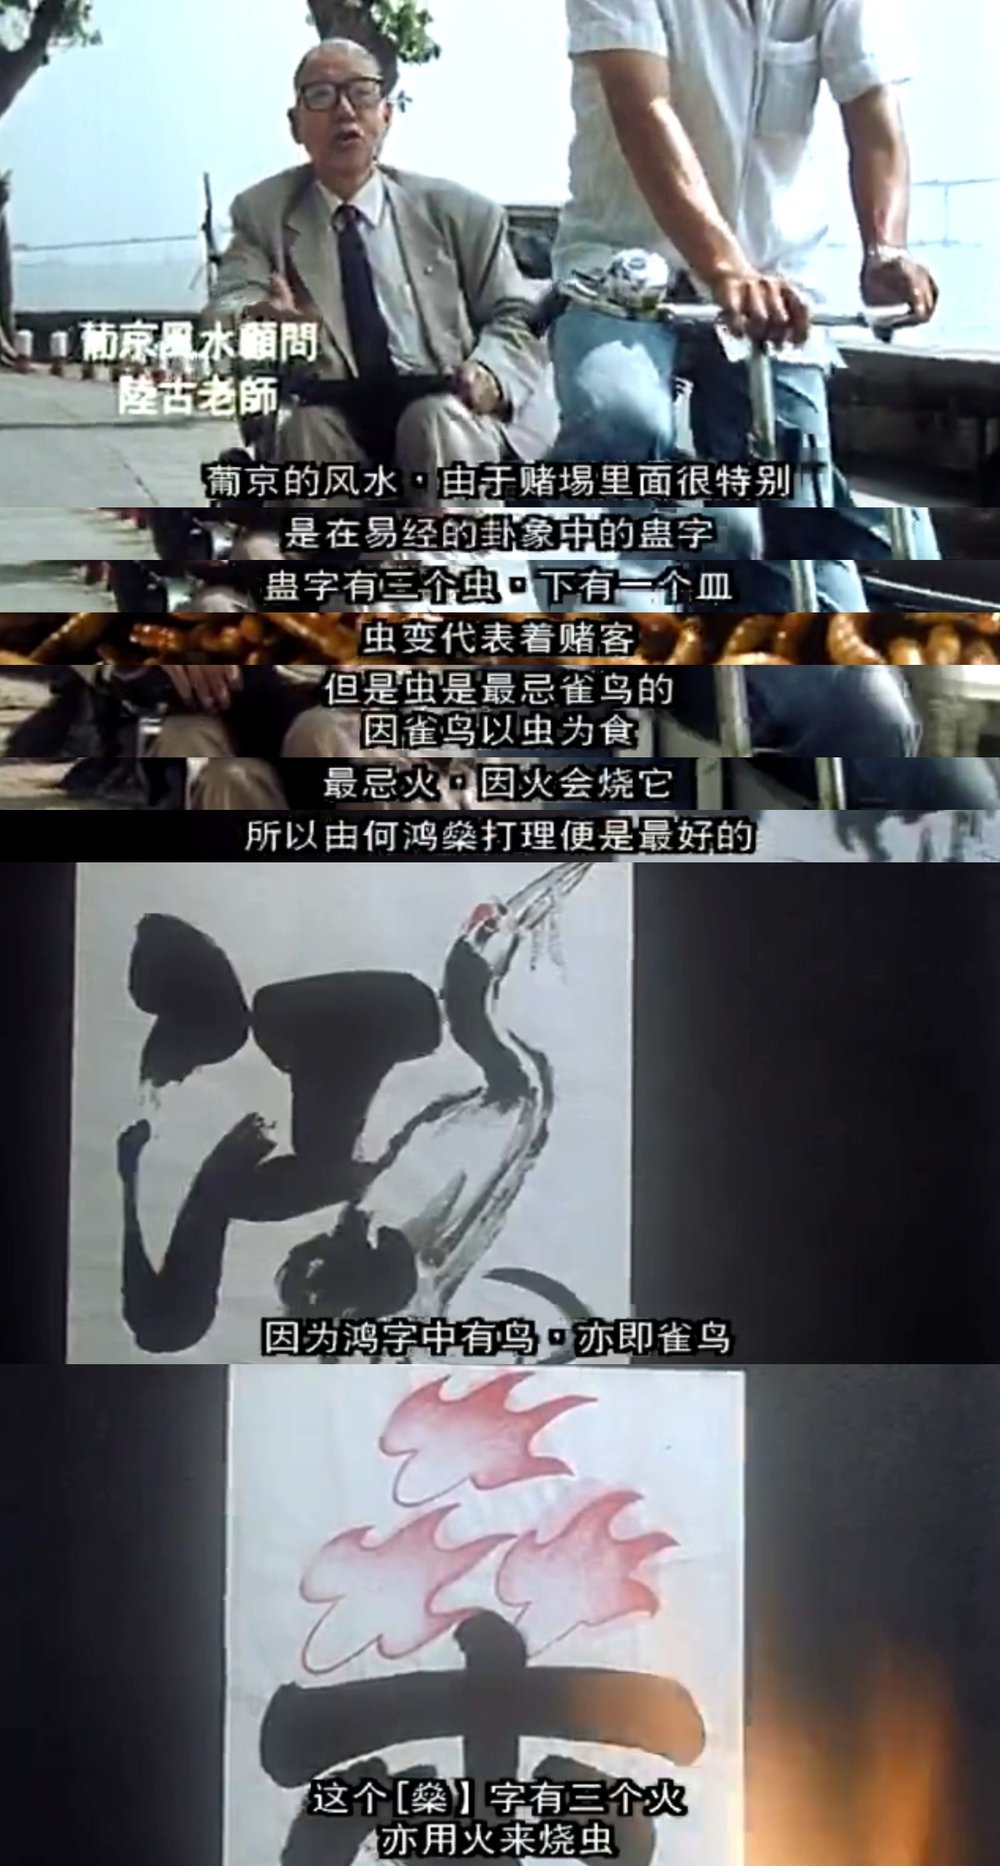 葡京風水顧問
陸古老師
葡京的风水·由于赌場里面很特别
是在易经的卦象中的蛊字
蛊字有三个虫·下有一个皿
虫变代表着赌客
但是虫是最忌雀鸟的
因雀鸟以虫为食
最忌火·因火会烧它
所以由何鸿燊打理便是最好的
因为鸿字中有鸟·亦即雀鸟
这个[燊】字有三个火
亦用火来烧虫